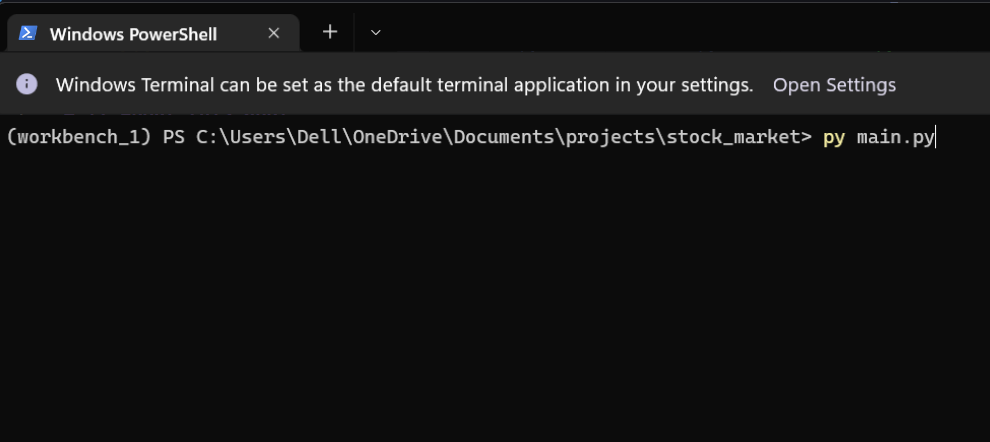 Windows PowerShell
Windows Terminal can be set as the default terminal application in your settings. Open Settings
(workbench_1) PS C:\Users\Dell\OneDrive\Documents\projects\stock_market> py main.py